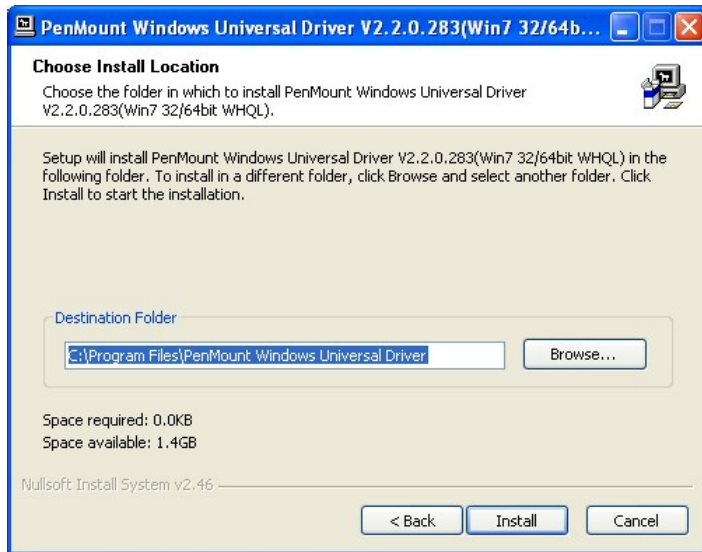 PenMount Windows Universal Driver V2.2.0.283(Win7 32/64b...
Choose Install Location
Choose the folder in which to install PenMount Windows Universal Driver
V2.2.0.283(Win7 32/64bit WHQL).
Setup will install PenMount Windows Universal Driver V2.2.0.283(Win7 32/64bit WHQL) in the
following folder. To install in a different folder, click Browse and select another folder. Click
Install to start the installation.
Destination Folder
C:\Program Files\PenMount Windows Universal Driver
Browse...
Space required: 0.0KB
Space available: 1.4GB
Nullsoft Install System v2.46
< Back
Install
Cancel